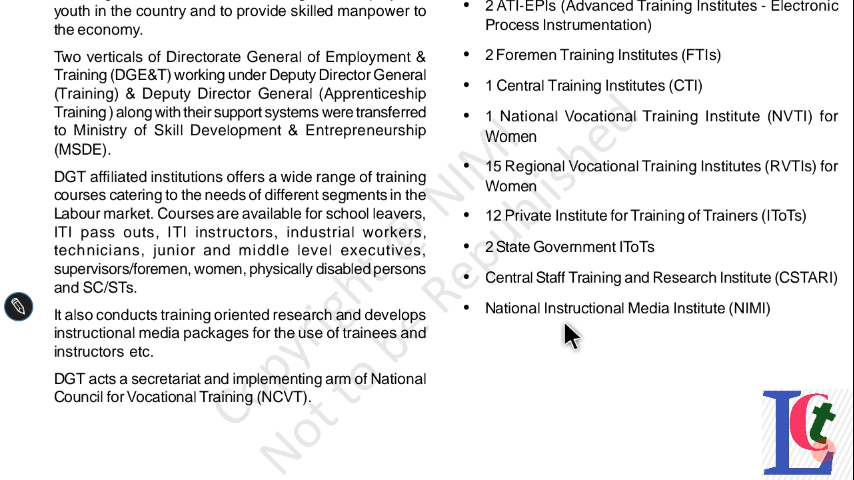 youth in the country and to provide skilled manpower to
the economy.
Two verticals of Directorate General of Employment &
Training (DGE&T) working under Deputy Director General
(Training) & Deputy Director General (Apprenticeship
Training) along with their support systems were transferred
to Ministry of Skill Development & Entrepreneurship
(MSDE).
DGT affiliated institutions offers a wide range of training
courses catering to the needs of different segments in the
Labour market. Courses are available for school leavers,
ITI pass outs, ITI instructors, industrial workers,
technicians, junior and middle level executives,
supervisors/foremen, women, physically disabled persons
and SC/STs.
It also conducts training oriented research and develops
instructional media packages for the use of trainees and
instructors etc.
DGT acts a secretariat and implementing arm of National
Council for Vocational Training (NCVT).
• 2 ATI-EPIs (Advanced Training Institutes - Electronic
Process Instrumentation)
• 2 Foremen Training Institutes (FTIs)
• 1 Central Training Institutes (CTI)
• 1 National Vocational Training Institute (NVTI) for
Women
• 15 Regional Vocational Training Institutes (RVTIs) for
Women
• 12 Private Institute for Training of Trainers (IToTs)
• 2 State Government IToTs
• Central Staff Training and Research Institute (CSTARI)
• National Instructional Media Institute (NIMI)
Copyright @ NIMI
Not to be Republished
LCt